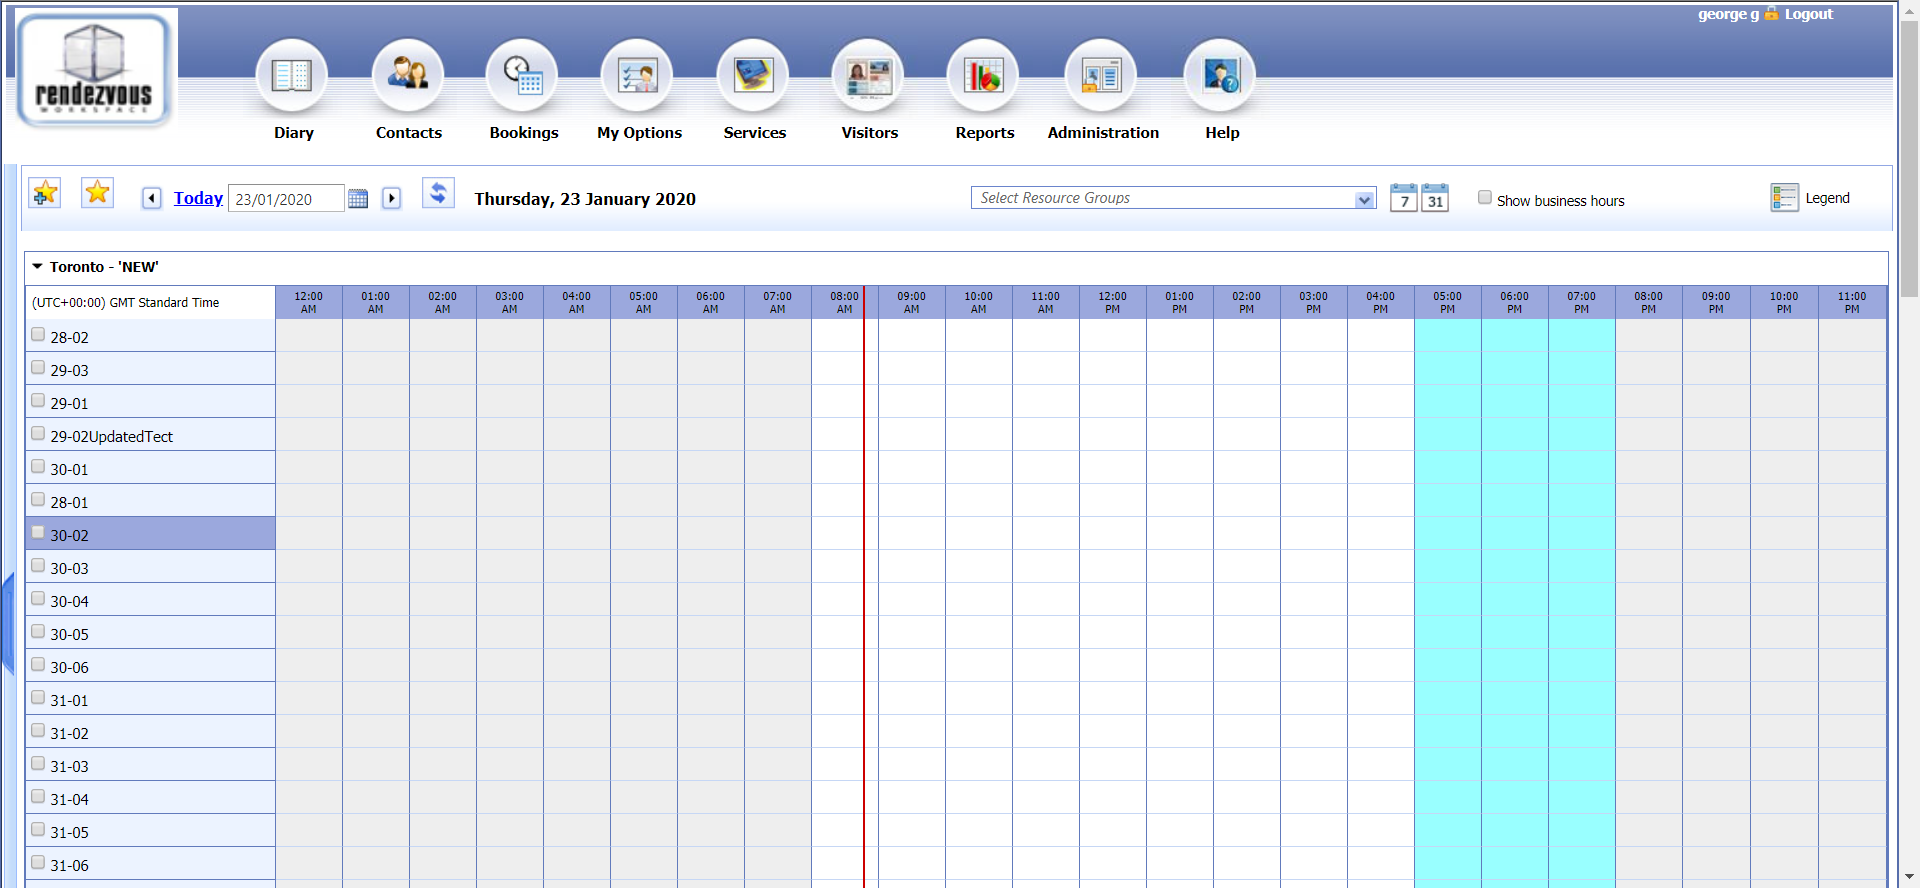 george g Logout
rendezvous
WORKSPACE
Diary Contacts Bookings My Options Services Visitors Reports Administration Help
Today 23/01/2020 Thursday, 23 January 2020 Select Resource Groups 7 31 Show business hours Legend
Toronto - 'NEW'
(UTC+00:00) GMT Standard Time
12:00 AM 01:00 AM 02:00 AM 03:00 AM 04:00 AM 05:00 AM 06:00 AM 07:00 AM 08:00 AM 09:00 AM 10:00 AM 11:00 AM 12:00 PM 01:00 PM 02:00 PM 03:00 PM 04:00 PM 05:00 PM 06:00 PM 07:00 PM 08:00 PM 09:00 PM 10:00 PM 11:00 PM
28-02
29-03
29-01
29-02UpdatedTect
30-01
28-01
30-02
30-03
30-04
30-05
30-06
31-01
31-02
31-03
31-04
31-05
31-06